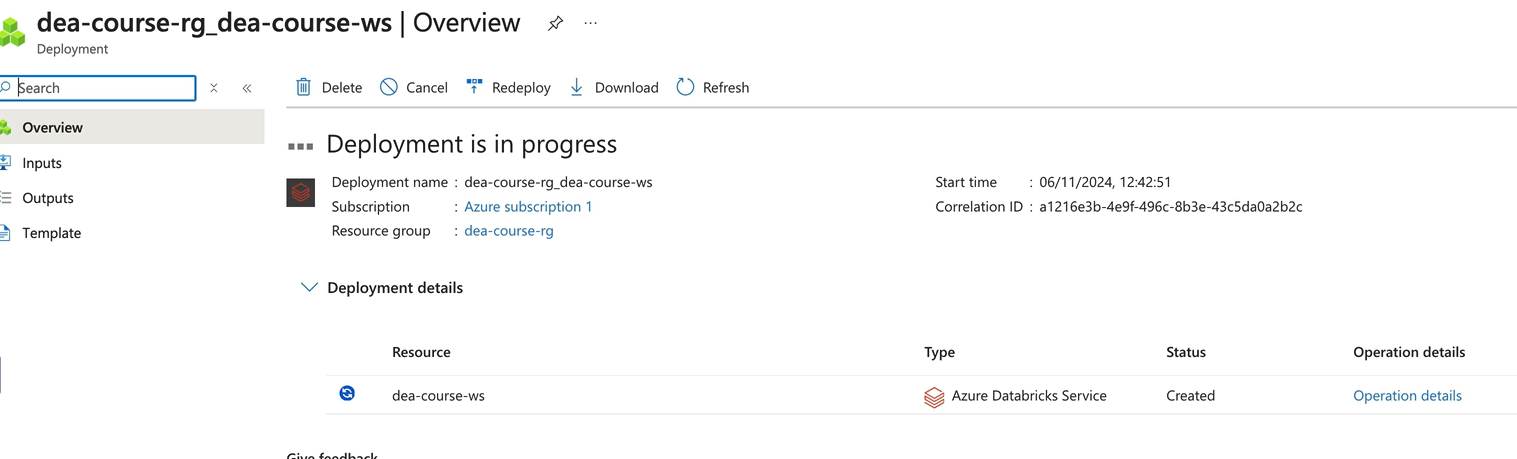 dea-course-rg_dea-course-ws | Overview
Deployment
Search
Delete Cancel Redeploy Download Refresh
Overview
Inputs
Outputs
Template
Deployment is in progress
Deployment name : dea-course-rg_dea-course-ws
Subscription : Azure subscription 1
Resource group : dea-course-rg
Start time : 06/11/2024, 12:42:51
Correlation ID : a1216e3b-4e9f-496c-8b3e-43c5da0a2b2c
Deployment details
Resource Type Status Operation details
dea-course-ws Azure Databricks Service Created Operation details
Give feedback